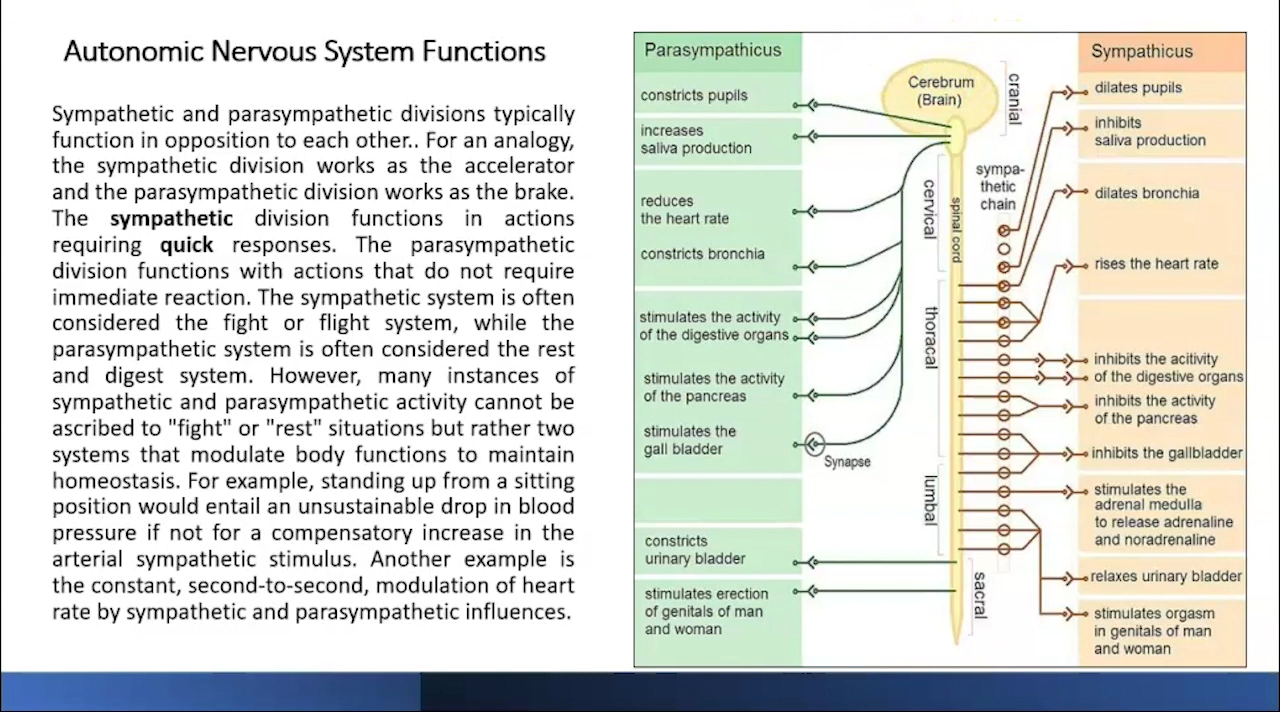 Autonomic Nervous System Functions
Sympathetic and parasympathetic divisions typically
function in opposition to each other.. For an analogy,
the sympathetic division works as the accelerator
and the parasympathetic division works as the brake.
The sympathetic division functions in actions
requiring quick responses. The parasympathetic
division functions with actions that do not require
immediate reaction. The sympathetic system is often
considered the fight or flight system, while the
parasympathetic system is often considered the rest
and digest system. However, many instances of
sympathetic and parasympathetic activity cannot be
ascribed to "fight" or "rest" situations but rather two
systems that modulate body functions to maintain
homeostasis. For example, standing up from a sitting
position would entail an unsustainable drop in blood
pressure if not for a compensatory increase in the
arterial sympathetic stimulus. Another example is
the constant, second-to-second, modulation of heart
rate by sympathetic and parasympathetic influences.
Parasympathicus
constricts pupils
increases
saliva production
reduces
the heart rate
constricts bronchia
stimulates the activity
of the digestive organs
stimulates the activity
of the pancreas
stimulates the
gall bladder
constricts
urinary bladder
stimulates erection
of genitals of man
and woman
Cerebrum
(Brain)
cranial
cervical
spinal cord
thoracal
lumbal
sacral
sympa-
thetic
chain
Synapse
Sympathicus
dilates pupils
inhibits
saliva production
dilates bronchia
rises the heart rate
inhibits the acitivity
of the digestive organs
inhibits the activity
of the pancreas
inhibits the gallbladder
stimulates the
adrenal medulla
to release adrenaline
and noradrenaline
relaxes urinary bladder
stimulates orgasm
in genitals of man
and woman